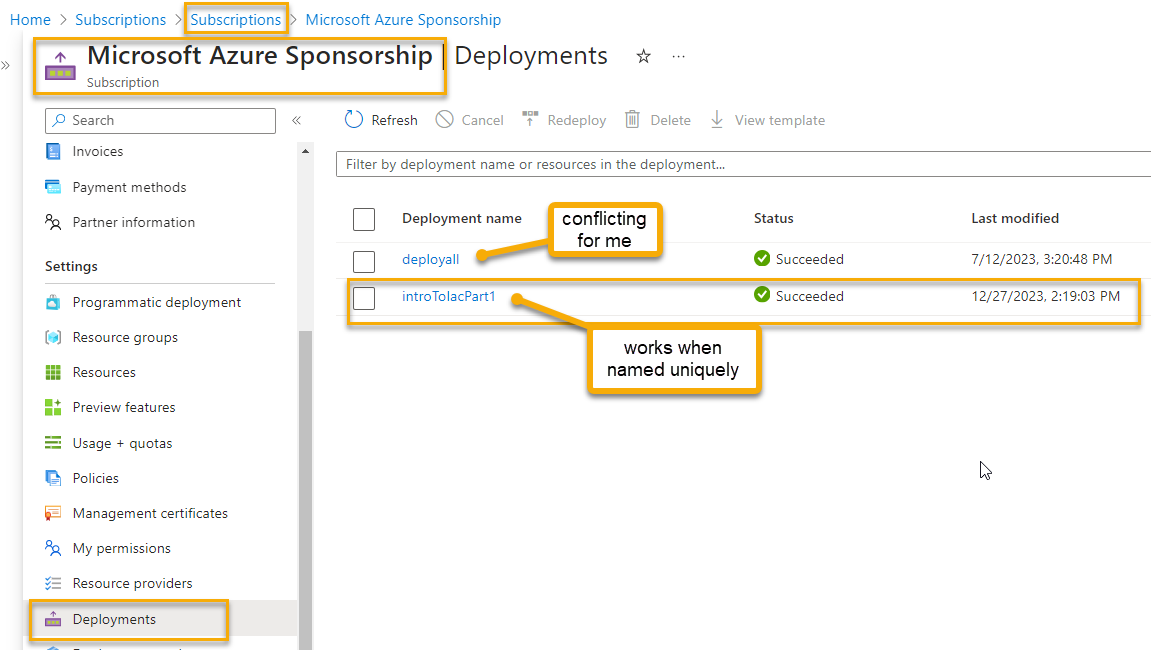 Home > Subscriptions > Subscriptions > Microsoft Azure Sponsorship
Microsoft Azure Sponsorship | Deployments
Subscription
Search
Invoices
Payment methods
Partner information
Settings
Programmatic deployment
Resource groups
Resources
Preview features
Usage + quotas
Policies
Management certificates
My permissions
Resource providers
Deployments
Refresh Cancel Redeploy Delete View template
Filter by deployment name or resources in the deployment...
Deployment name Status Last modified
conflicting
for me
deployall Succeeded 7/12/2023, 3:20:48 PM
introToIacPart1 Succeeded 12/27/2023, 2:19:03 PM
works when
named uniquely